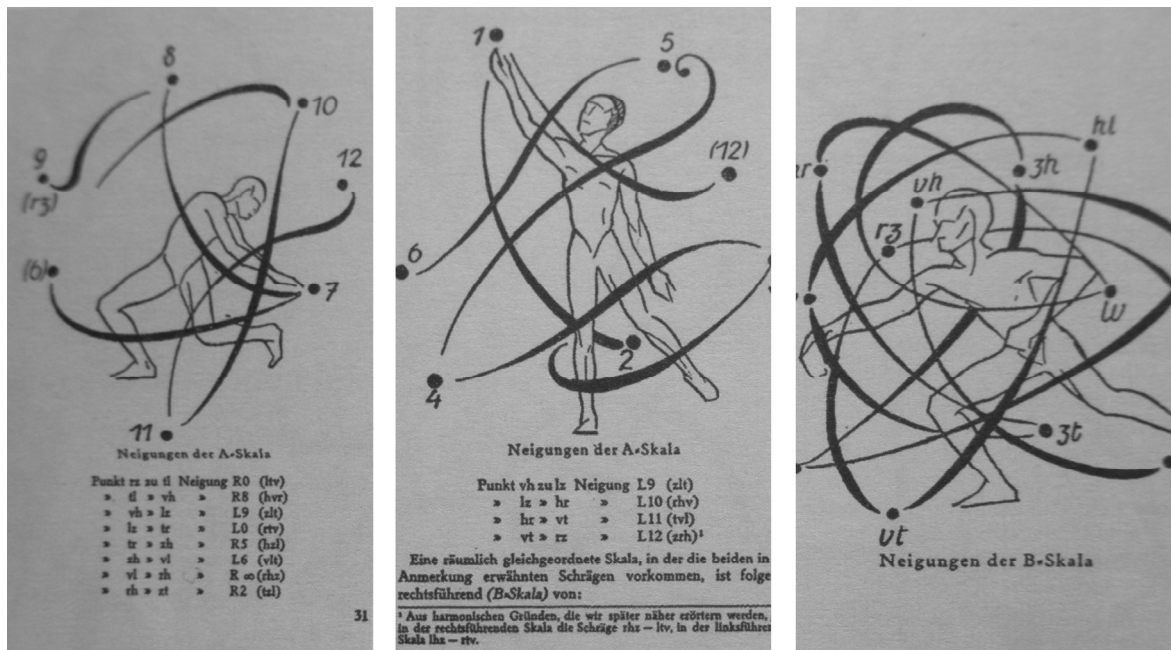 8
10
9
(r3)
12
(6)
7
11
Neigungen der A-Skala
Punkt rz zu tl Neigung R0 (ltv)
» tl » vh » R8 (hvr)
» vh » lz » L9 (zlt)
» lz » tr » L0 (rtv)
» tr » zh » R5 (hzl)
» zh » vl » L6 (vlt)
» vl » rh » R ∞ (rhz)
» rh » zt » R2 (tzl)
31
1
5
(12)
6
2
4
Neigungen der A-Skala
Punkt vh zu lz Neigung L9 (zlt)
» lz » hr » L10 (rhv)
» hr » vt » L11 (tvl)
» vt » rz » L12 (zrh)¹
Eine räumlich gleichgeordnete Skala, in der die beiden in
Anmerkung erwähnten Schrägen vorkommen, ist folge
rechtsführend (B-Skala) von:
¹ Aus harmonischen Gründen, die wir später näher erörtern werden,
in der rechtsführenden Skala die Schräge rhz — ltv, in der linksführen
Skala lhz — rtv.
hl
3h
vh
r3
lv
3t
vt
Neigungen der B-Skala